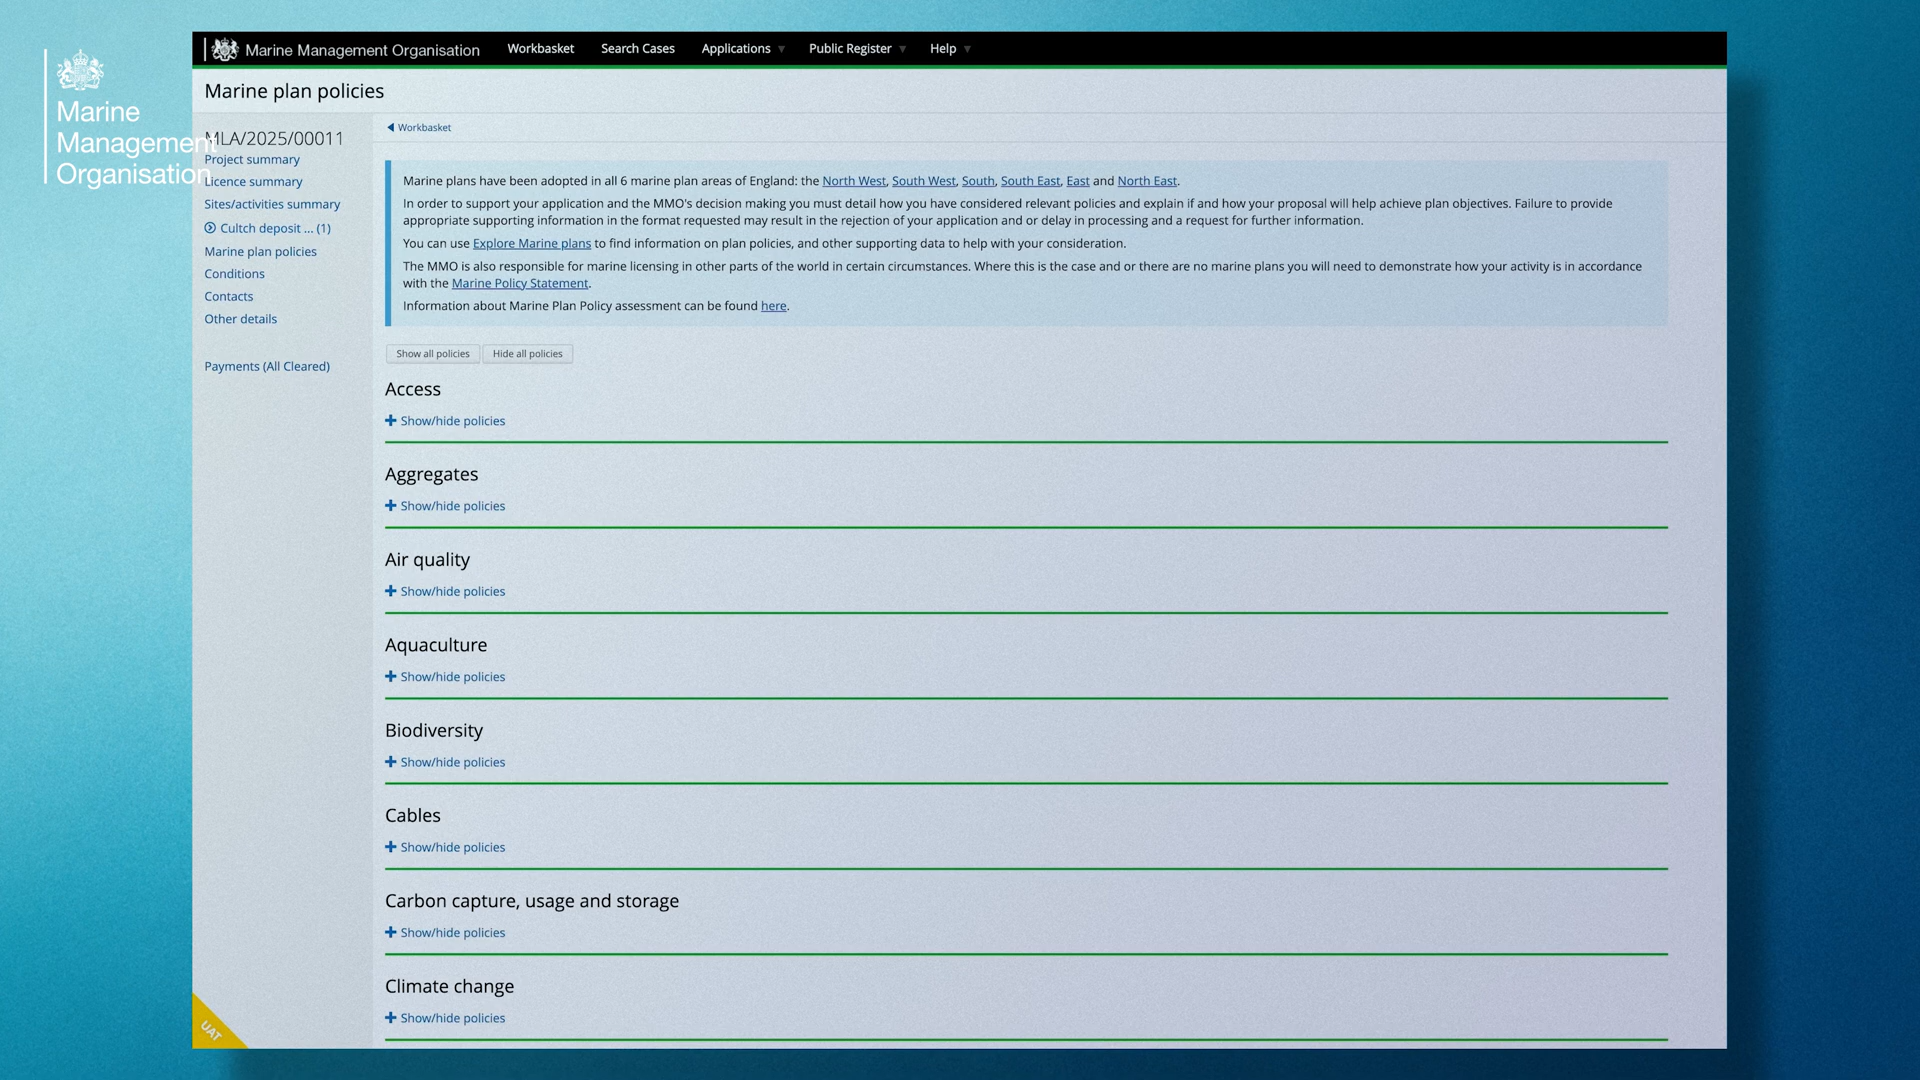 Marine
Management
Organisation
Marine Management Organisation Workbasket Search Cases Applications Public Register Help
Marine plan policies
MLA/2025/00011
Project summary
Licence summary
Sites/activities summary
Cultch deposit ... (1)
Marine plan policies
Conditions
Contacts
Other details
Payments (All Cleared)
Workbasket
Marine plans have been adopted in all 6 marine plan areas of England: the North West, South West, South, South East, East and North East.
In order to support your application and the MMO's decision making you must detail how you have considered relevant policies and explain if and how your proposal will help achieve plan objectives. Failure to provide
appropriate supporting information in the format requested may result in the rejection of your application and or delay in processing and a request for further information.
You can use Explore Marine plans to find information on plan policies, and other supporting data to help with your consideration.
The MMO is also responsible for marine licensing in other parts of the world in certain circumstances. Where this is the case and or there are no marine plans you will need to demonstrate how your activity is in accordance
with the Marine Policy Statement.
Information about Marine Plan Policy assessment can be found here.
Show all policies Hide all policies
Access
Show/hide policies
Aggregates
Show/hide policies
Air quality
Show/hide policies
Aquaculture
Show/hide policies
Biodiversity
Show/hide policies
Cables
Show/hide policies
Carbon capture, usage and storage
Show/hide policies
Climate change
Show/hide policies
UAT